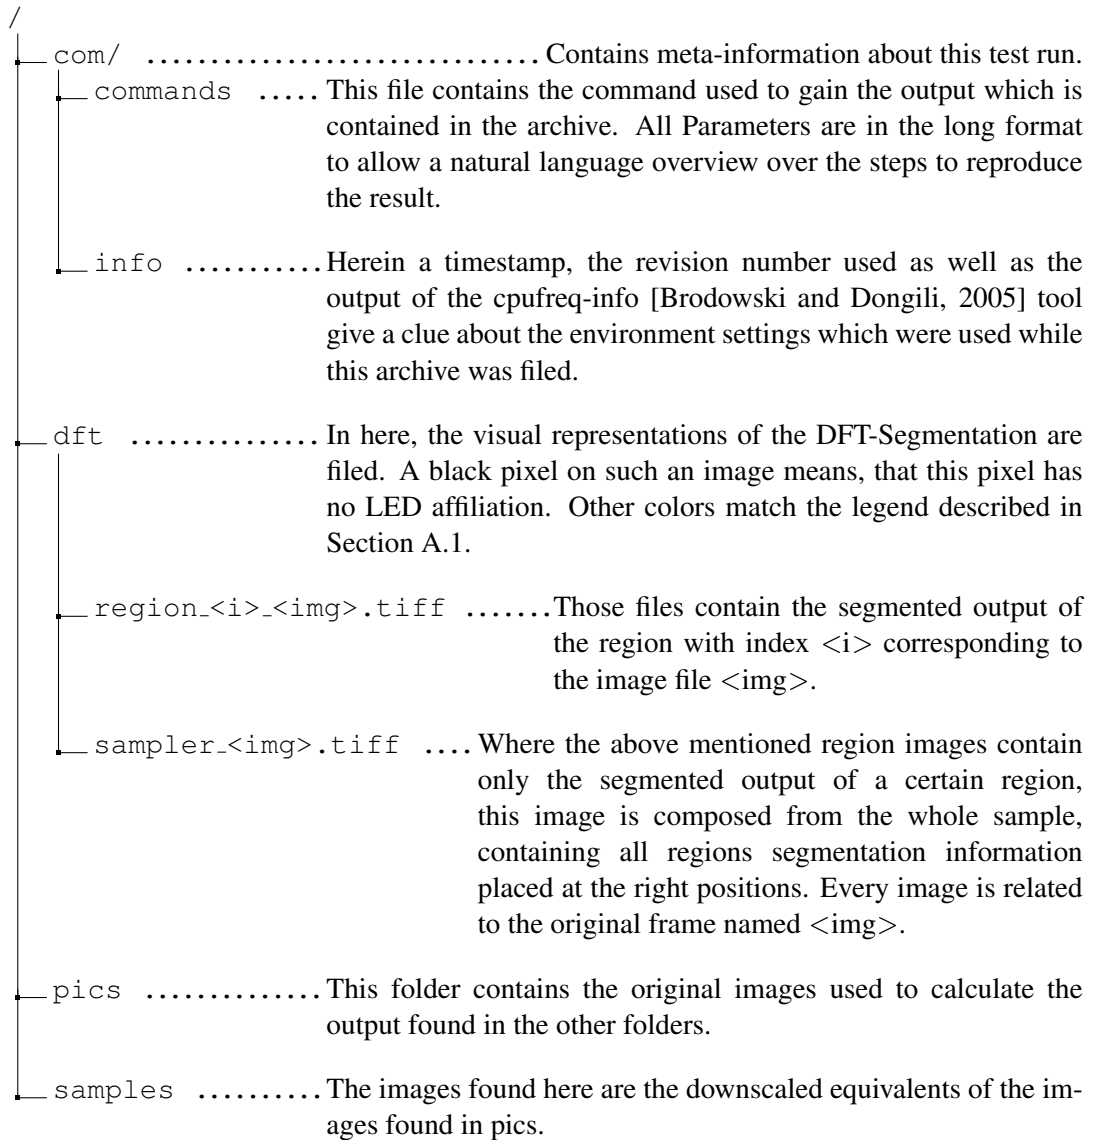 /
com/ ................................ Contains meta-information about this test run.
commands ..... This file contains the command used to gain the output which is
contained in the archive. All Parameters are in the long format
to allow a natural language overview over the steps to reproduce
the result.
info ........... Herein a timestamp, the revision number used as well as the
output of the cpufreq-info [Brodowski and Dongili, 2005] tool
give a clue about the environment settings which were used while
this archive was filed.
dft ............... In here, the visual representations of the DFT-Segmentation are
filed. A black pixel on such an image means, that this pixel has
no LED affiliation. Other colors match the legend described in
Section A.1.
region_<i>_<img>.tiff ....... Those files contain the segmented output of
the region with index <i> corresponding to
the image file <img>.
sampler_<img>.tiff .... Where the above mentioned region images contain
only the segmented output of a certain region,
this image is composed from the whole sample,
containing all regions segmentation information
placed at the right positions. Every image is related
to the original frame named <img>.
pics .............. This folder contains the original images used to calculate the
output found in the other folders.
samples .......... The images found here are the downscaled equivalents of the im-
ages found in pics.